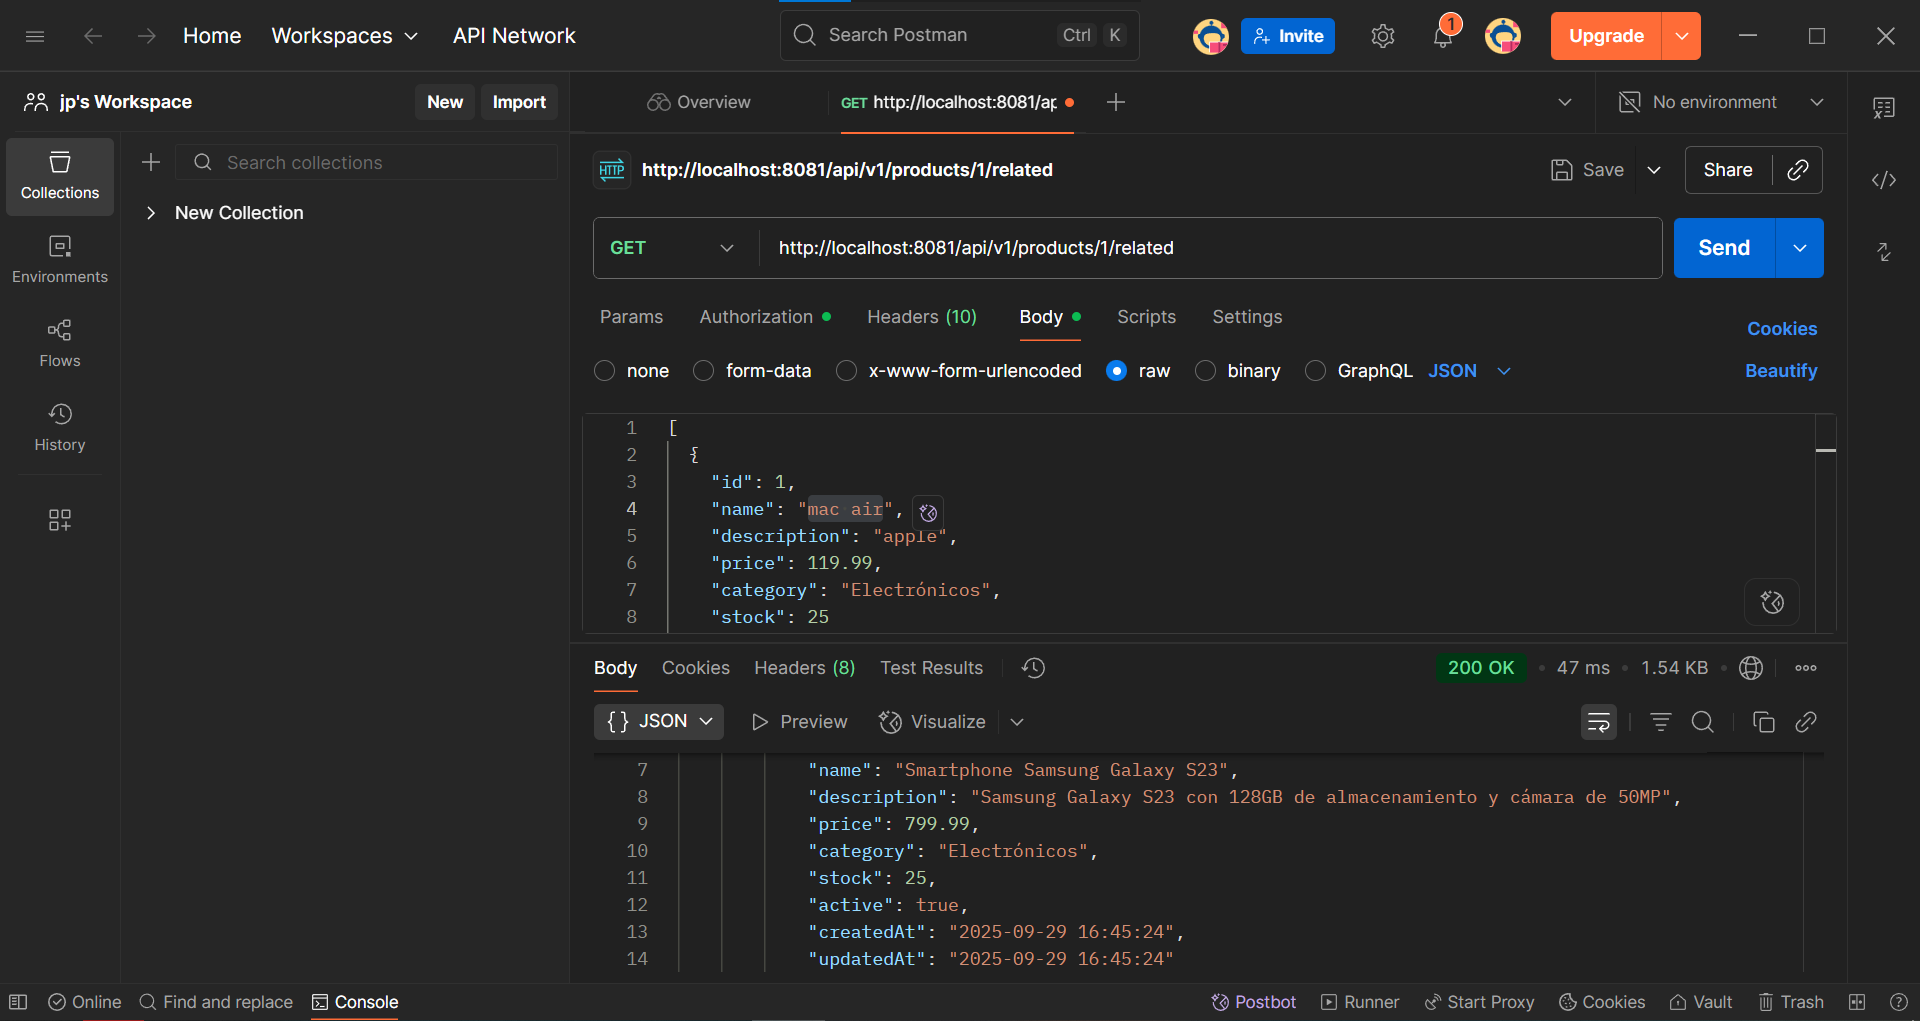 Home Workspaces API Network Search Postman Ctrl K Invite 1 Upgrade
jp's Workspace New Import
Overview GET http://localhost:8081/ap No environment
Search collections
Collections
New Collection
Environments
Flows
History
HTTP http://localhost:8081/api/v1/products/1/related Save Share
GET http://localhost:8081/api/v1/products/1/related Send
Params Authorization Headers (10) Body Scripts Settings Cookies
none form-data x-www-form-urlencoded raw binary GraphQL JSON Beautify
1 [
2 {
3 "id": 1,
4 "name": "mac air",
5 "description": "apple",
6 "price": 119.99,
7 "category": "Electrónicos",
8 "stock": 25
Body Cookies Headers (8) Test Results 200 OK • 47 ms • 1.54 KB •
{} JSON Preview Visualize
7 "name": "Smartphone Samsung Galaxy S23",
8 "description": "Samsung Galaxy S23 con 128GB de almacenamiento y cámara de 50MP",
9 "price": 799.99,
10 "category": "Electrónicos",
11 "stock": 25,
12 "active": true,
13 "createdAt": "2025-09-29 16:45:24",
14 "updatedAt": "2025-09-29 16:45:24"
Online Find and replace Console Postbot Runner Start Proxy Cookies Vault Trash